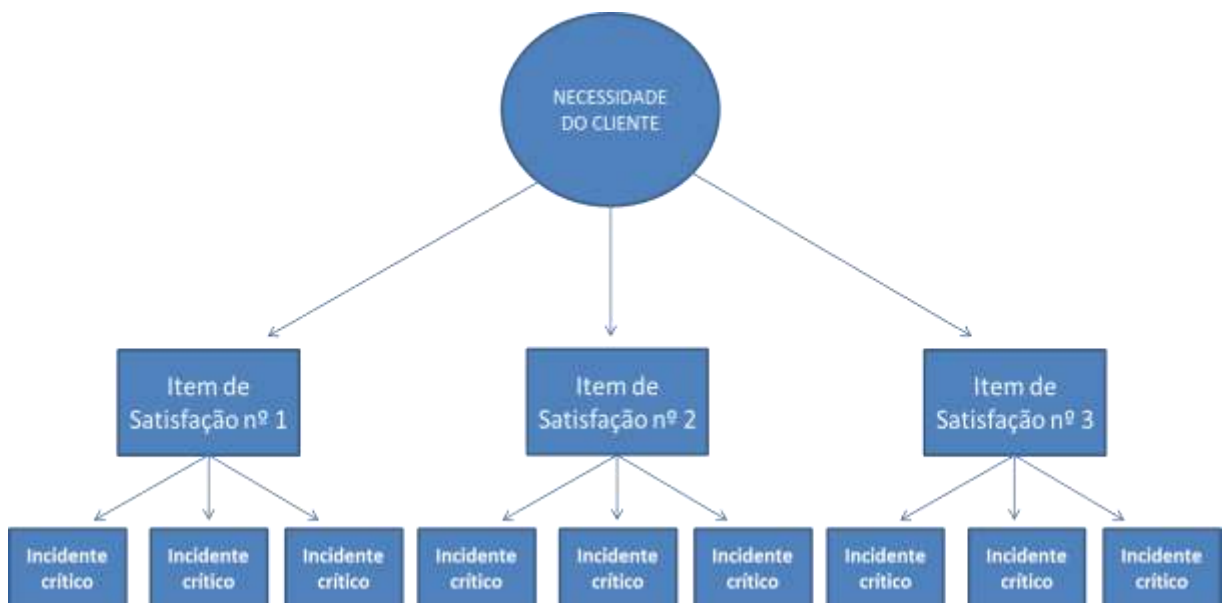 NECESSIDADE
DO CLIENTE
Item de
Satisfação nº 1
Item de
Satisfação nº 2
Item de
Satisfação nº 3
Incidente
crítico
Incidente
crítico
Incidente
crítico
Incidente
crítico
Incidente
crítico
Incidente
crítico
Incidente
crítico
Incidente
crítico
Incidente
crítico